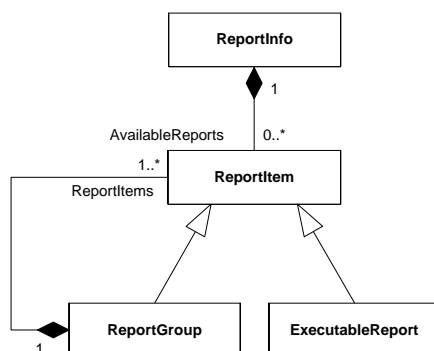 ReportInfo
1
AvailableReports
0..*
1..*
ReportItem
ReportItems
ReportGroup
ExecutableReport
1